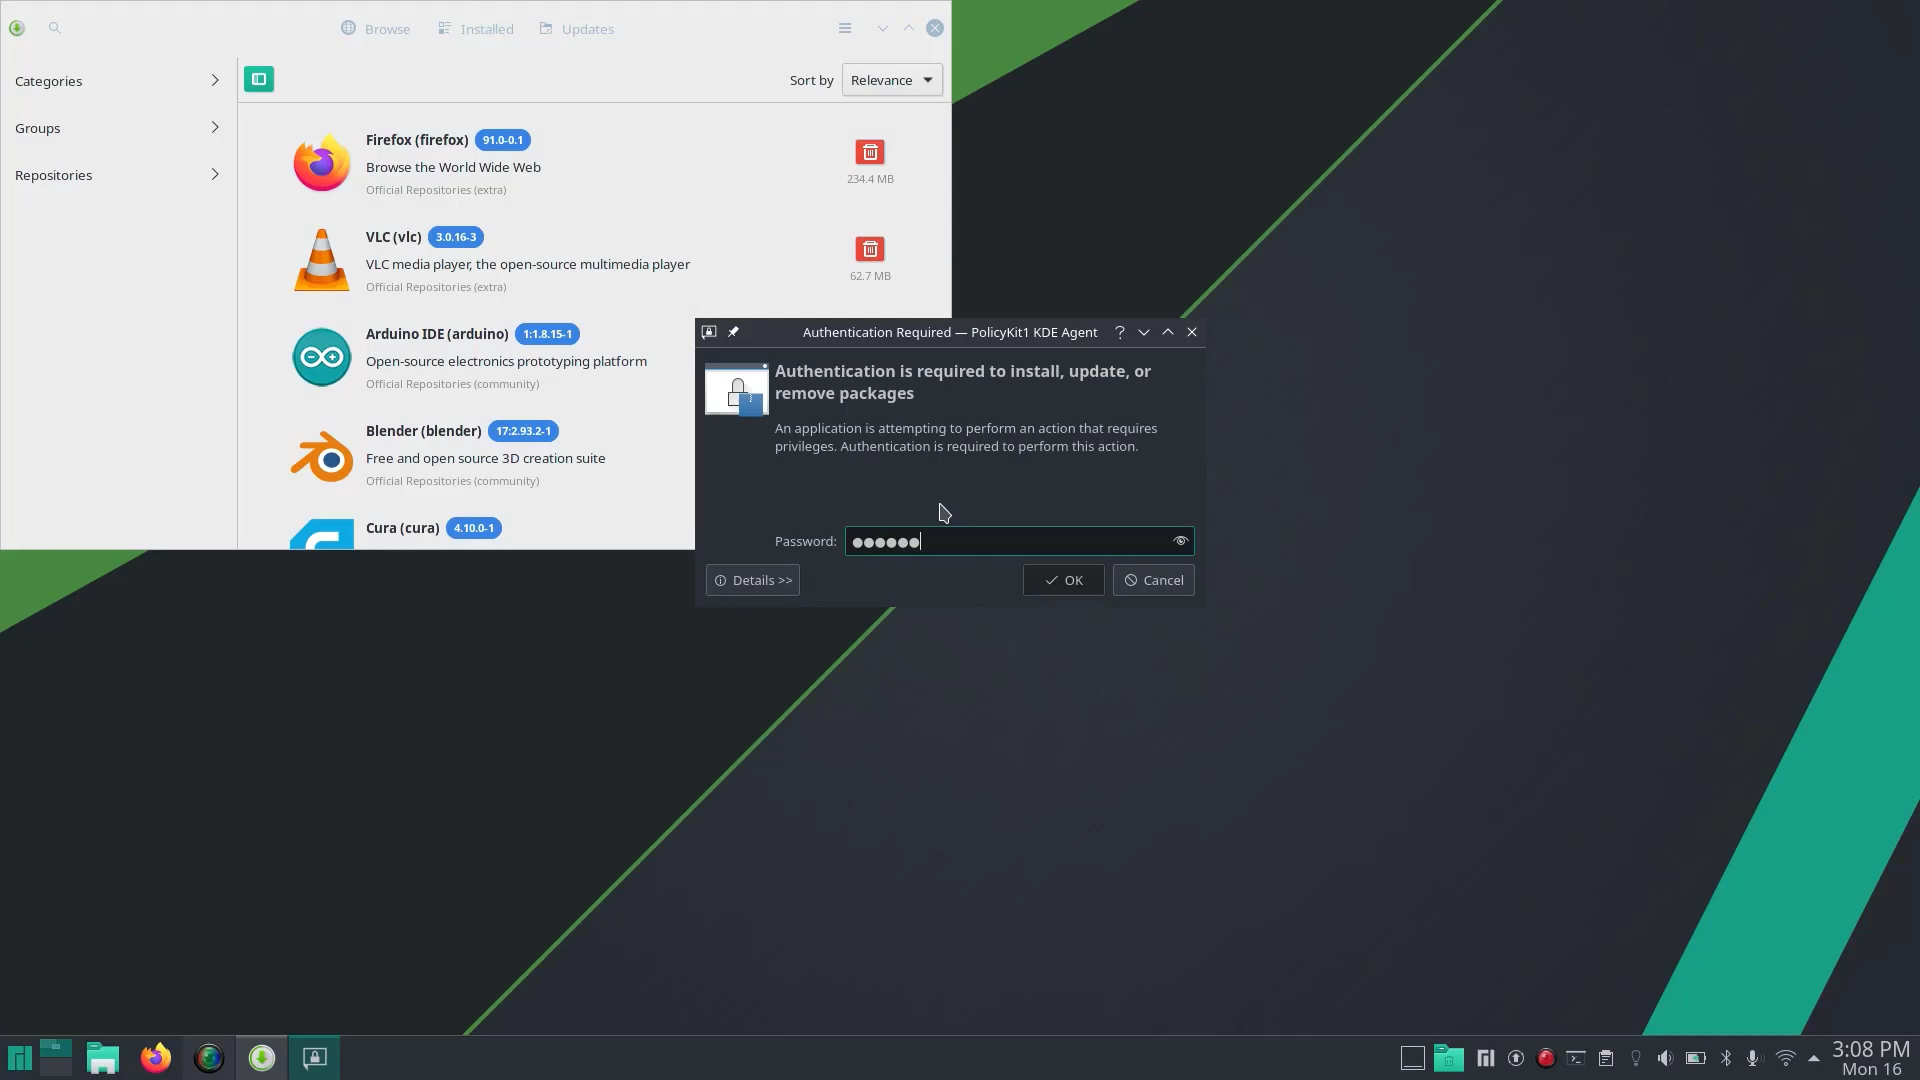 Browse
Installed
Updates
Categories
Groups
Repositories
Sort by
Relevance
Firefox (firefox) 91.0-0.1
Browse the World Wide Web
Official Repositories (extra)
234.4 MB
VLC (vlc) 3.0.16-3
VLC media player, the open-source multimedia player
Official Repositories (extra)
62.7 MB
Arduino IDE (arduino) 1:1.8.15-1
Open-source electronics prototyping platform
Official Repositories (community)
Blender (blender) 17:2.93.2-1
Free and open source 3D creation suite
Official Repositories (community)
Cura (cura) 4.10.0-1
Authentication Required — PolicyKit1 KDE Agent
Authentication is required to install, update, or
remove packages
An application is attempting to perform an action that requires
privileges. Authentication is required to perform this action.
Password: ●●●●●●
Details >>
OK
Cancel
3:08 PM
Mon 16